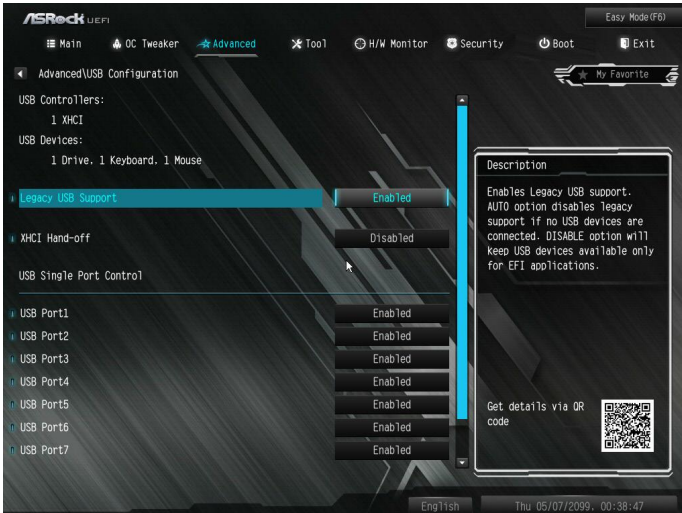 ASRock UEFI
Easy Mode(F6)
Main OC Tweaker Advanced Tool H/W Monitor Security Boot Exit
Advanced\USB Configuration
My Favorite
USB Controllers:
1 XHCI
USB Devices:
1 Drive, 1 Keyboard, 1 Mouse
Legacy USB Support Enabled
XHCI Hand-off Disabled
USB Single Port Control
USB Port1 Enabled
USB Port2 Enabled
USB Port3 Enabled
USB Port4 Enabled
USB Port5 Enabled
USB Port6 Enabled
USB Port7 Enabled
Description
Enables Legacy USB support.
AUTO option disables legacy
support if no USB devices are
connected. DISABLE option will
keep USB devices available only
for EFI applications.
Get details via QR
code
English
Thu 05/07/2099, 00:38:47